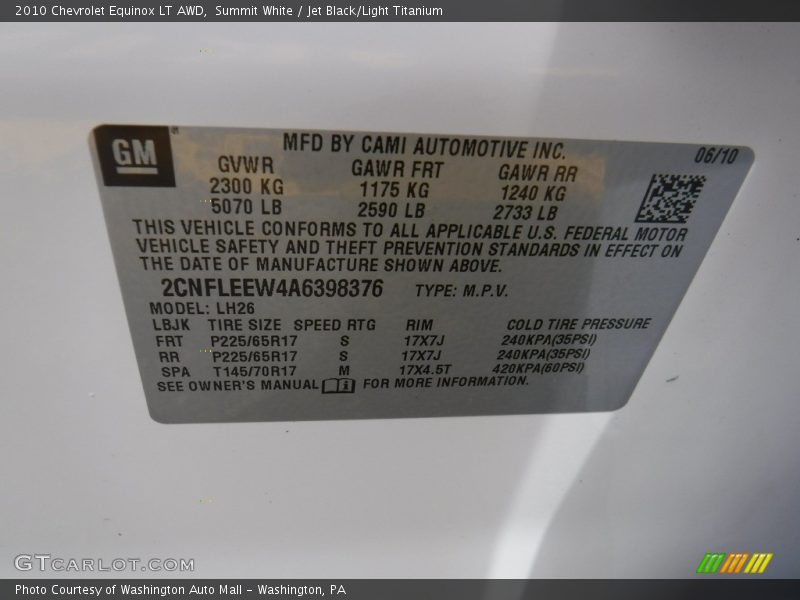 2010 Chevrolet Equinox LT AWD, Summit White / Jet Black/Light Titanium
GM
MFD BY CAMI AUTOMOTIVE INC.
06/10
GVWR GAWR FRT GAWR RR
2300 KG 1175 KG 1240 KG
5070 LB 2590 LB 2733 LB
THIS VEHICLE CONFORMS TO ALL APPLICABLE U.S. FEDERAL MOTOR
VEHICLE SAFETY AND THEFT PREVENTION STANDARDS IN EFFECT ON
THE DATE OF MANUFACTURE SHOWN ABOVE.
2CNFLEEW4A6398376 TYPE: M.P.V.
MODEL: LH26
LBJK TIRE SIZE SPEED RTG RIM COLD TIRE PRESSURE
FRT P225/65R17 S 17X7J 240KPA(35PSI)
RR P225/65R17 S 17X7J 240KPA(35PSI)
SPA T145/70R17 M 17X4.5T 420KPA(60PSI)
SEE OWNER'S MANUAL FOR MORE INFORMATION.
GTCARLOT.COM
Photo Courtesy of Washington Auto Mall - Washington, PA